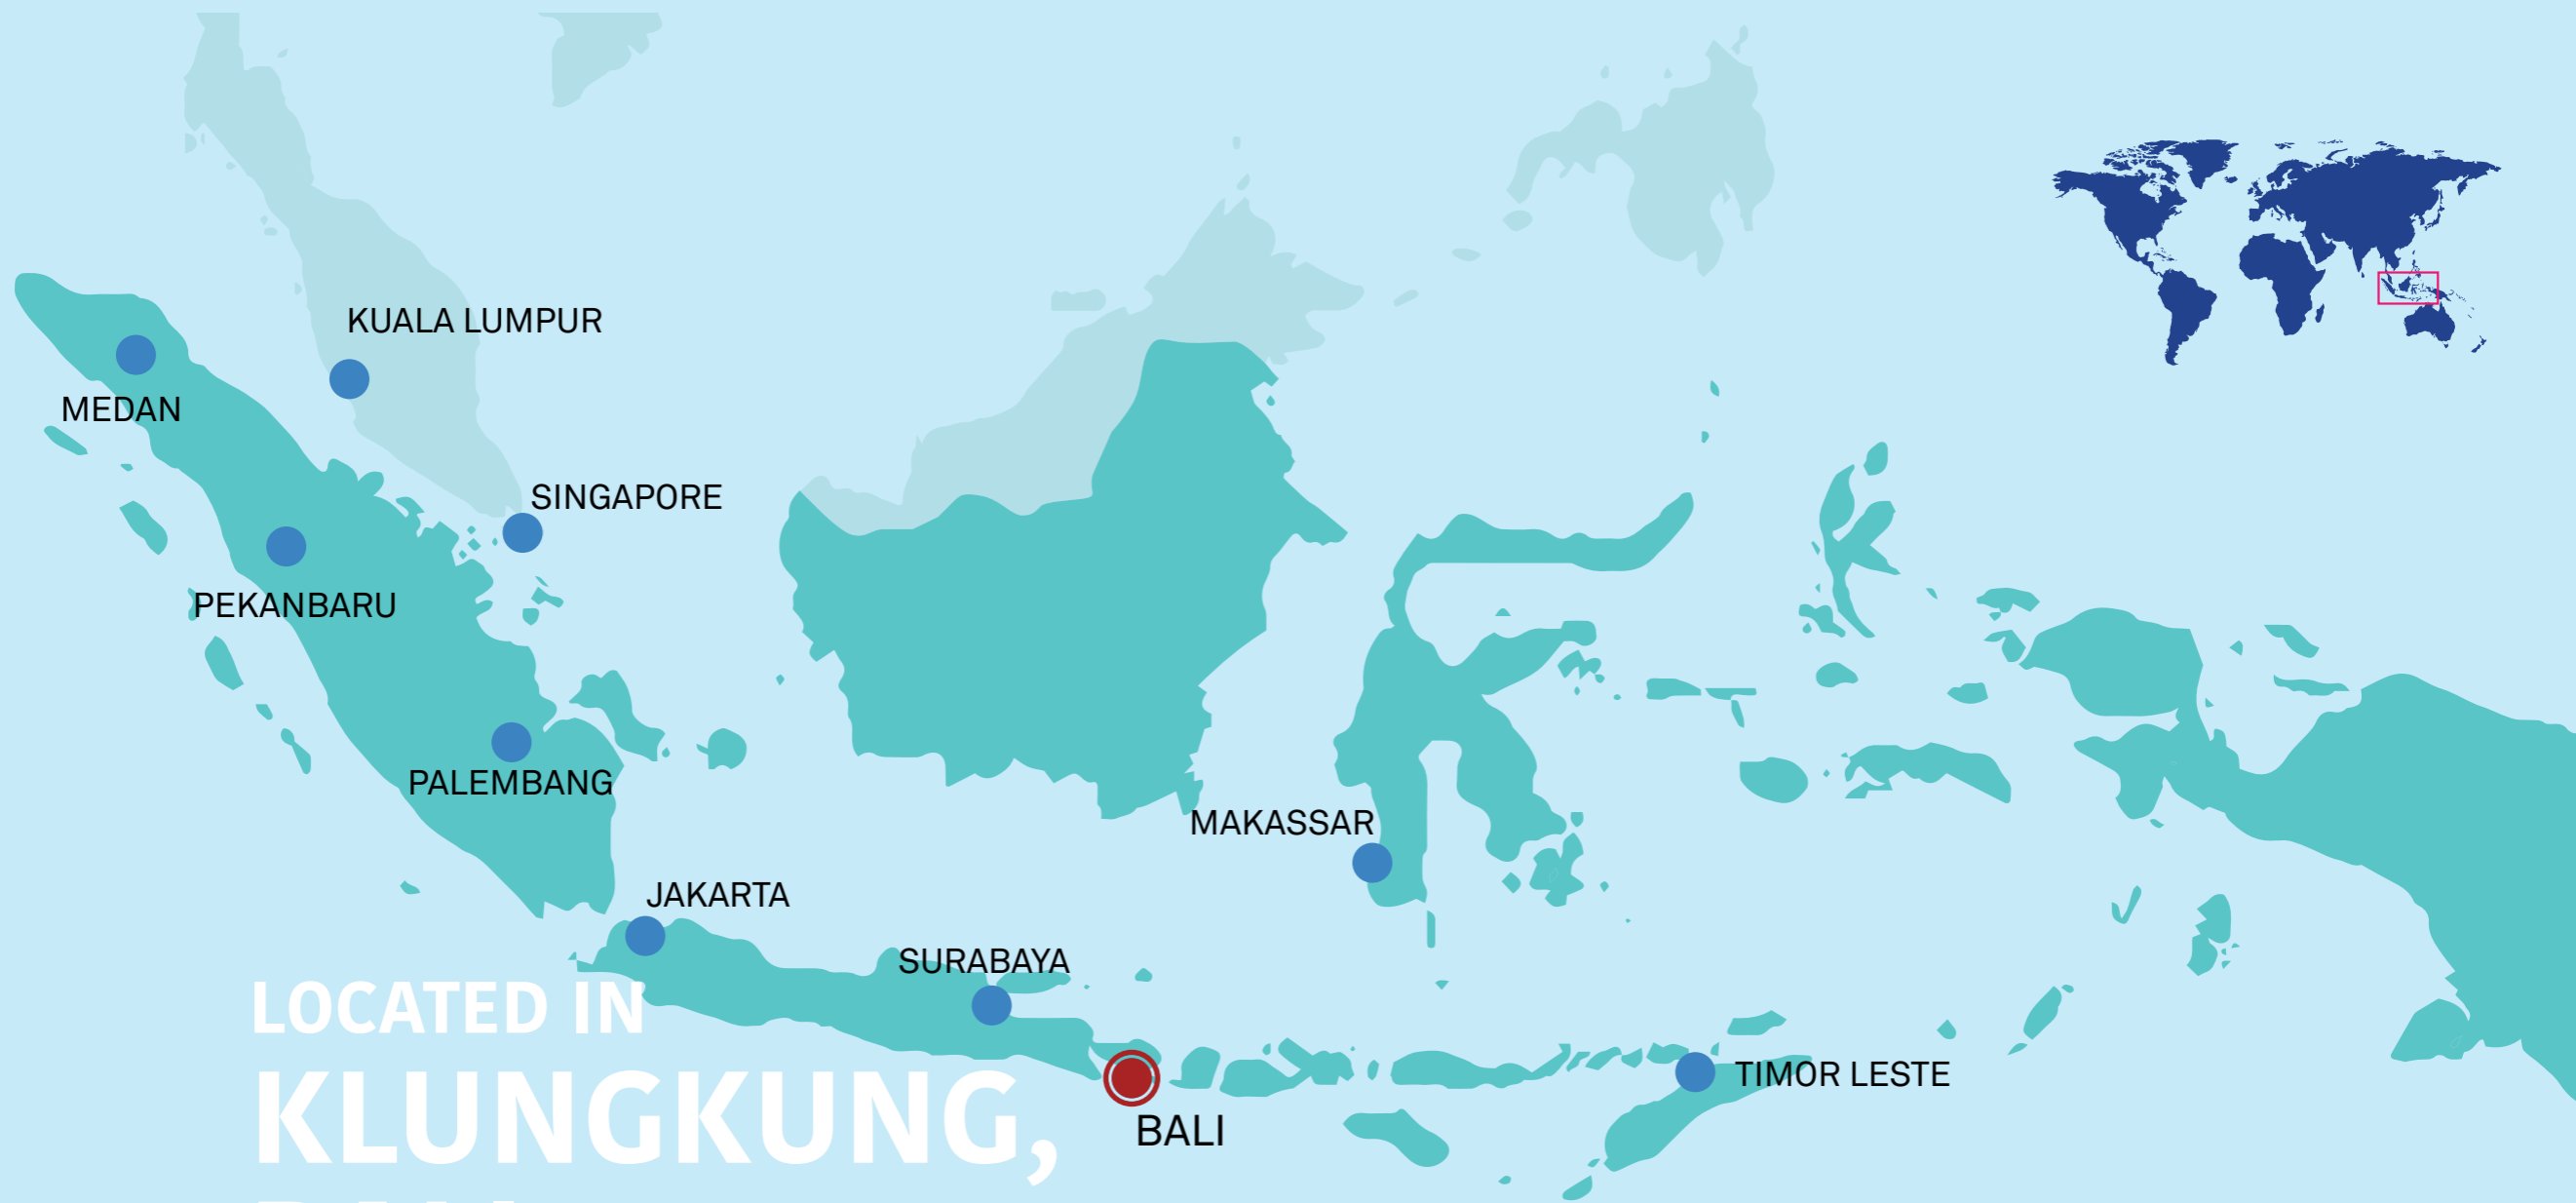 KUALA LUMPUR
MEDAN
SINGAPORE
PEKANBARU
PALEMBANG
MAKASSAR
JAKARTA
SURABAYA
LOCATED IN
KLUNGKUNG,
TIMOR LESTE
BALI